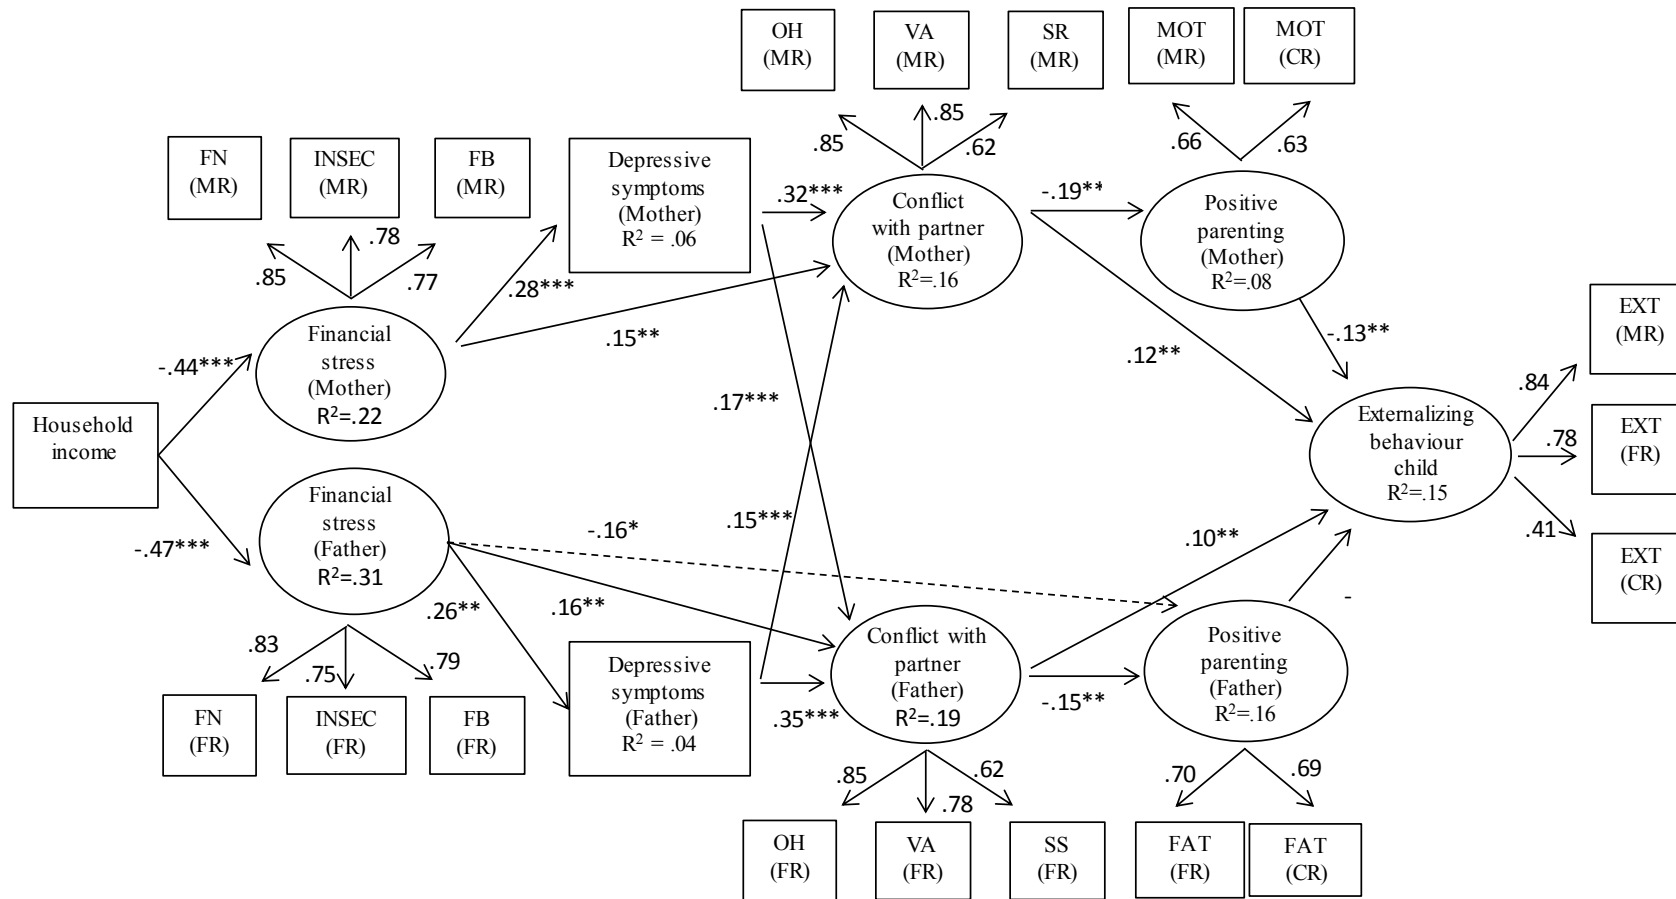 OH
(MR)
VA
(MR)
SR
(MR)
MOT
(MR)
MOT
(CR)
.85
.85
.62
.66
.63
FN
(MR)
INSEC
(MR)
FB
(MR)
.85
.78
.77
Depressive
symptoms
(Mother)
R² = .06
.32***
Conflict
with partner
(Mother)
R²=.16
-.19**
Positive
parenting
(Mother)
R²=.08
.28***
.15**
.12**
-.13**
-.44***
Financial
stress
(Mother)
R²=.22
.17***
Household
income
Externalizing
behaviour
child
R²=.15
.84
.78
.41
EXT
(MR)
EXT
(FR)
EXT
(CR)
-.47***
Financial
stress
(Father)
R²=.31
.15***
-.16*
.10**
-
.26**
.16**
.83
.75
.79
FN
(FR)
INSEC
(FR)
FB
(FR)
Depressive
symptoms
(Father)
R² = .04
.35***
Conflict with
partner
(Father)
R²=.19
-.15**
Positive
parenting
(Father)
R²=.16
.85
.78
.62
.70
.69
OH
(FR)
VA
(FR)
SS
(FR)
FAT
(FR)
FAT
(CR)